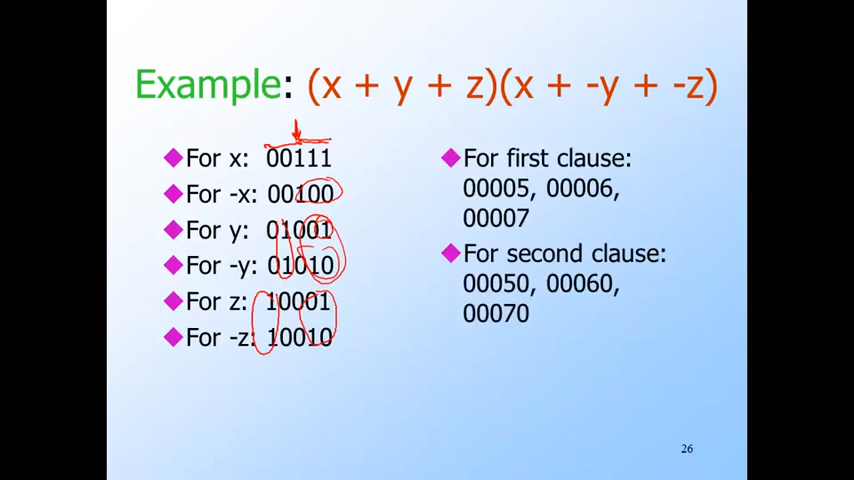 Example: (x + y + z)(x + -y + -z)
For x: 00111
For -x: 00100
For y: 01001
For -y: 01010
For z: 10001
For -z: 10010
For first clause:
00005, 00006,
00007
For second clause:
00050, 00060,
00070
26